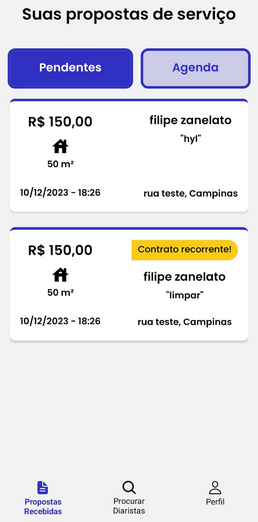 Suas propostas de serviço
Pendentes
Agenda
R$ 150,00
filipe zanelato
"hyl"
50 m²
10/12/2023 - 18:26
rua teste, Campinas
R$ 150,00
Contrato recorrente!
filipe zanelato
50 m²
"limpar"
10/12/2023 - 18:26
rua teste, Campinas
Propostas
Recebidas
Procurar
Diaristas
Perfil